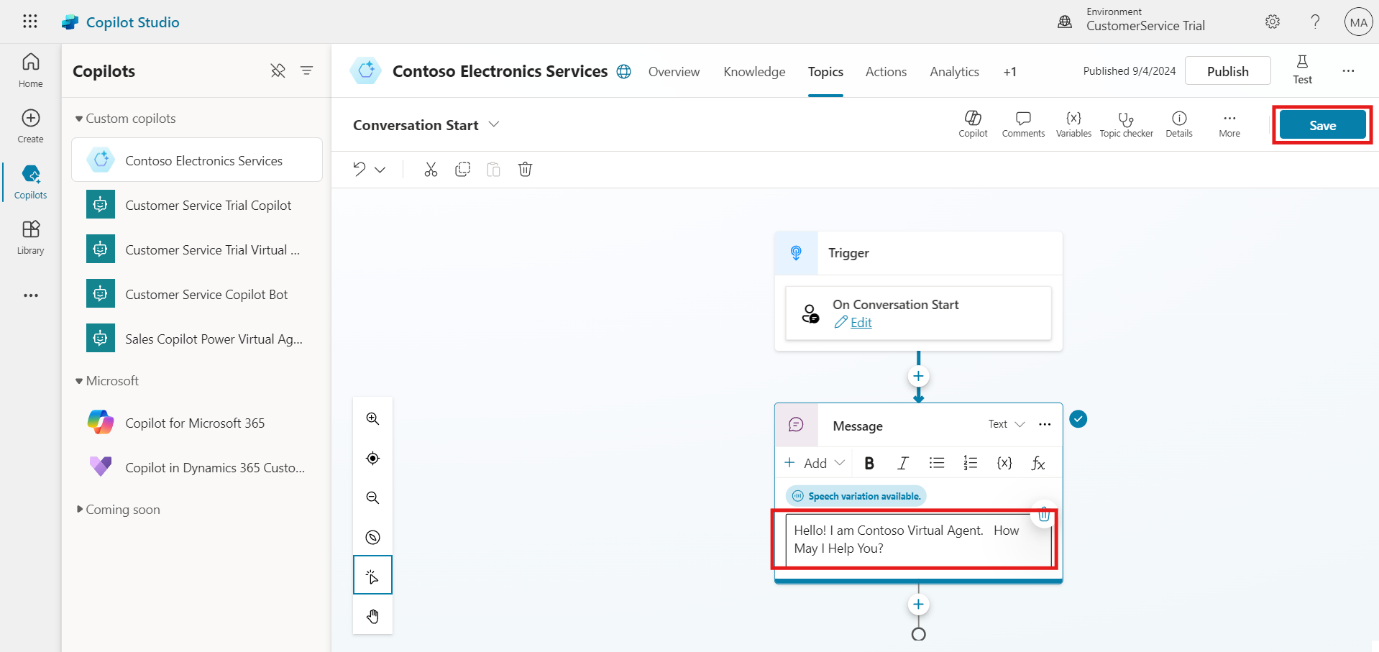 Copilot Studio
Environment
CustomerService Trial
?
MA
Home
Create
Copilots
Library
Copilots
Custom copilots
Contoso Electronics Services
Customer Service Trial Copilot
Customer Service Trial Virtual ...
Customer Service Copilot Bot
Sales Copilot Power Virtual Ag...
Microsoft
Copilot for Microsoft 365
Copilot in Dynamics 365 Custo...
Coming soon
Contoso Electronics Services
Overview
Knowledge
Topics
Actions
Analytics
+1
Published 9/4/2024
Publish
Test
Conversation Start
Copilot
Comments
{x}
Variables
Topic checker
Details
More
Save
Trigger
On Conversation Start
Edit
Message
Text
+ Add
B
I
{x}
fx
Speech variation available.
Hello! I am Contoso Virtual Agent.   How
May I Help You?